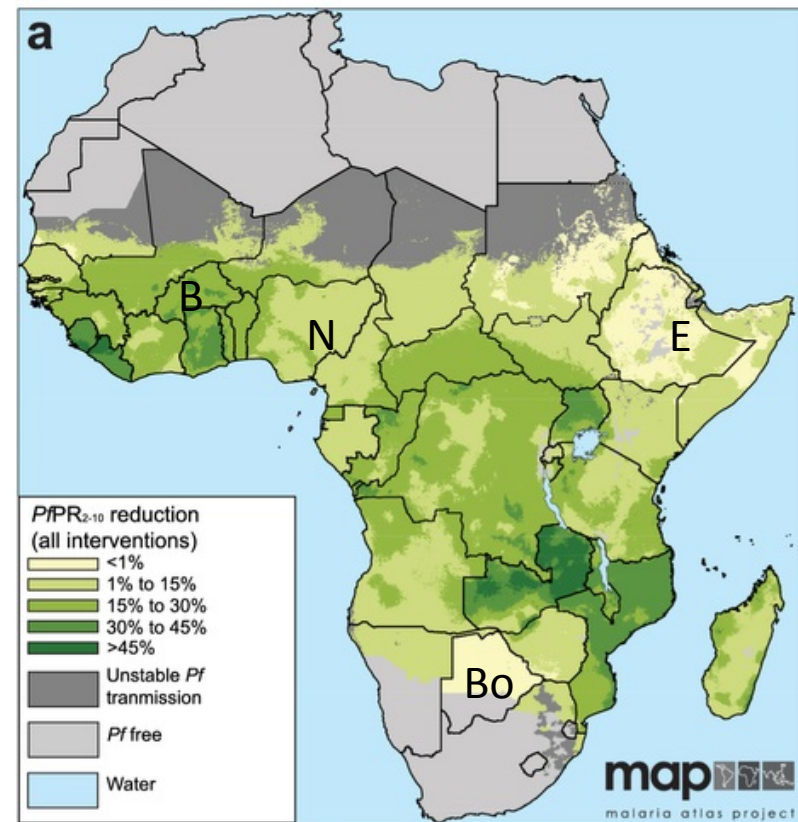 a
B
N
E
Bo
PfPR2-10 reduction
(all interventions)
<1%
1% to 15%
15% to 30%
30% to 45%
>45%
Unstable Pf
tranmission
Pf free
Water
map
malaria atlas project